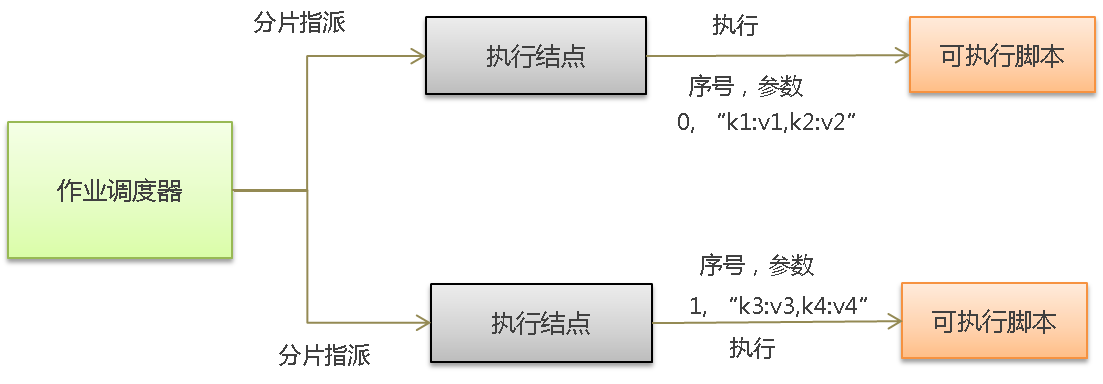 分片指派
执行
执行结点
可执行脚本
序号，参数
0, “k1:v1,k2:v2”
作业调度器
序号，参数
1, “k3:v3,k4:v4”
执行结点
可执行脚本
执行
分片指派